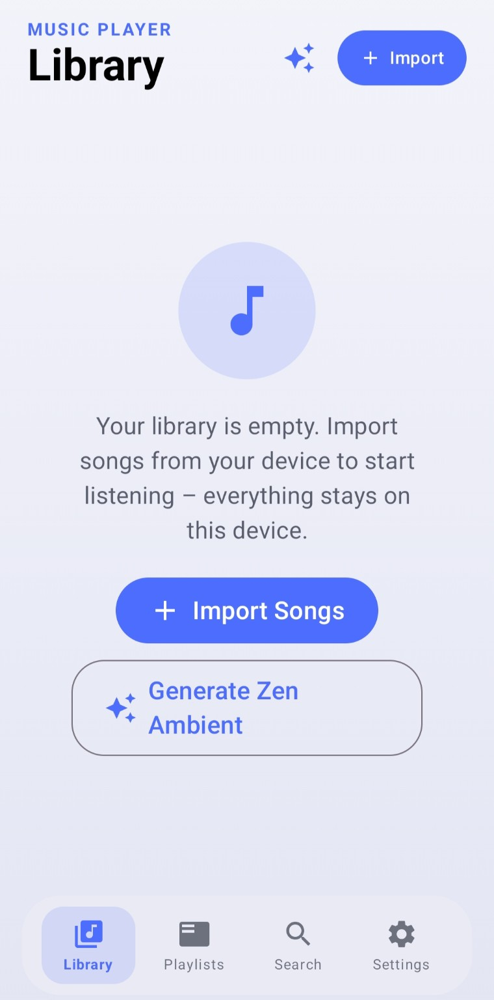 MUSIC PLAYER
Library
Import
Your library is empty. Import
songs from your device to start
listening – everything stays on
this device.
Import Songs
Generate Zen
Ambient
Library
Playlists
Search
Settings